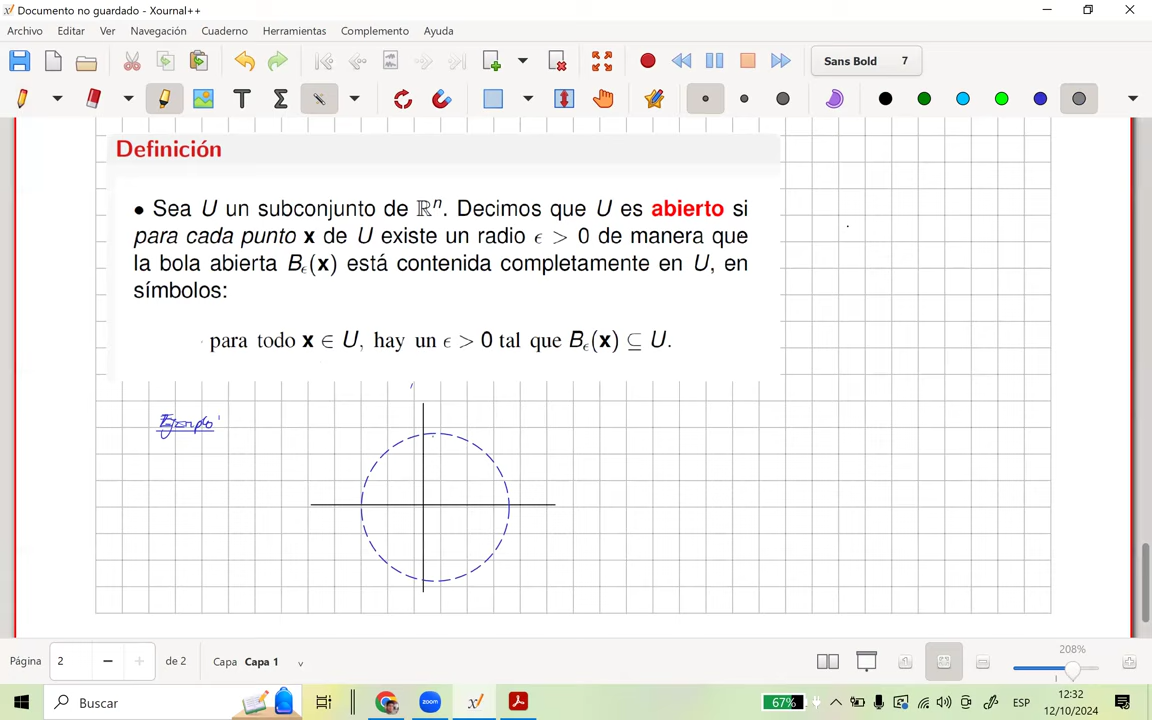 Documento no guardado - Xournal++
Archivo Editar Ver Navegación Cuaderno Herramientas Complemento Ayuda
Sans Bold 7
Definición
• Sea U un subconjunto de ℝⁿ. Decimos que U es abierto si
para cada punto x de U existe un radio ϵ > 0 de manera que
la bola abierta Bϵ(x) está contenida completamente en U, en
símbolos:
para todo x ∈ U, hay un ϵ > 0 tal que Bϵ(x) ⊆ U.
Ejemplo
Página 2 de 2 Capa Capa 1 208%
Buscar 67% ESP 12:32
12/10/2024